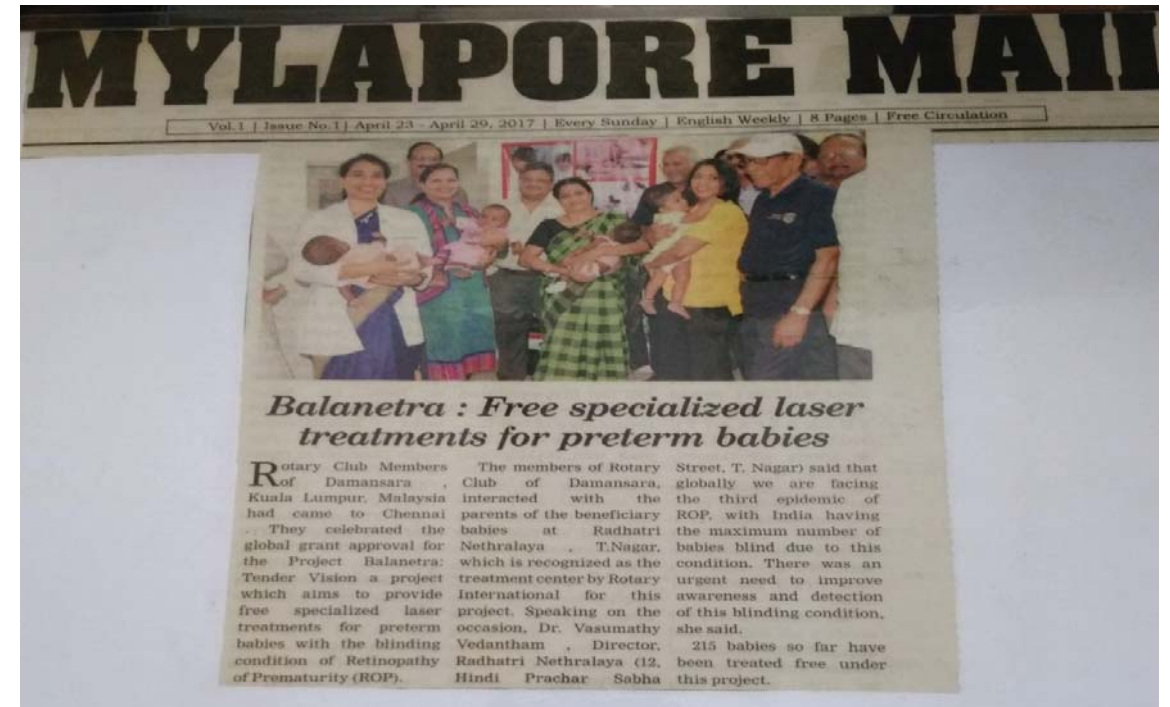 MYLAPORE MAIL
Vol.1 | Issue No.1| April 23 - April 29, 2017 | Every Sunday | English Weekly | 8 Pages | Free Circulation
Balanetra : Free specialized laser
treatments for preterm babies
Rotary Club Members
of Damansara ,
Kuala Lumpur, Malaysia
had came to Chennai
. They celebrated the
global grant approval for
the Project Balanetra:
Tender Vision a project
which aims to provide
free specialized laser
treatments for preterm
babies with the blinding
condition of Retinopathy
of Prematurity (ROP).
The members of Rotary
Club of Damansara,
interacted with the
parents of the beneficiary
babies at Radhatri
Nethralaya , T.Nagar,
which is recognized as the
treatment center by Rotary
International for this
project. Speaking on the
occasion, Dr. Vasumathy
Vedantham , Director,
Radhatri Nethralaya (12,
Hindi Prachar Sabha
Street, T. Nagar) said that
globally we are facing
the third epidemic of
ROP, with India having
the maximum number of
babies blind due to this
condition. There was an
urgent need to improve
awareness and detection
of this blinding condition,
she said.
215 babies so far have
been treated free under
this project.